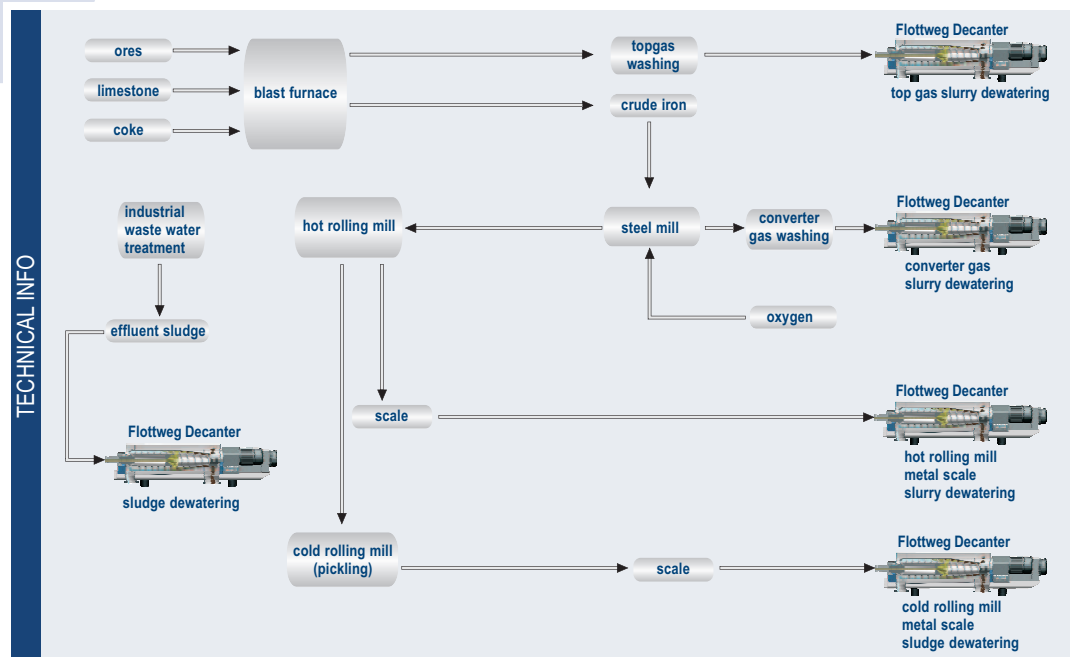 TECHNICAL INFO
ores
limestone
coke
blast furnace
topgas
washing
crude iron
Flottweg Decanter
top gas slurry dewatering
industrial
waste water
treatment
hot rolling mill
steel mill
converter
gas washing
Flottweg Decanter
converter gas
slurry dewatering
effluent sludge
oxygen
scale
Flottweg Decanter
hot rolling mill
metal scale
slurry dewatering
Flottweg Decanter
sludge dewatering
cold rolling mill
(pickling)
scale
Flottweg Decanter
cold rolling mill
metal scale
sludge dewatering